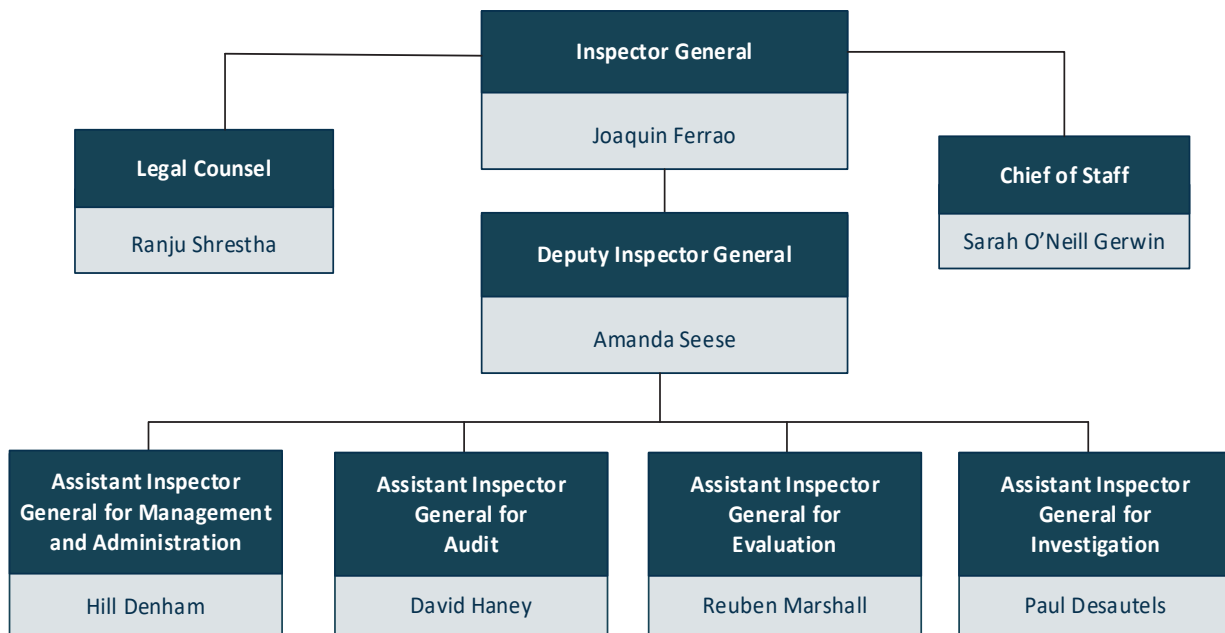 Inspector General
Joaquin Ferrao
Legal Counsel
Ranju Shrestha
Chief of Staff
Sarah O’Neill Gerwin
Deputy Inspector General
Amanda Seese
Assistant Inspector
General for Management
and Administration
Hill Denham
Assistant Inspector
General for
Audit
David Haney
Assistant Inspector
General for
Evaluation
Reuben Marshall
Assistant Inspector
General for
Investigation
Paul Desautels